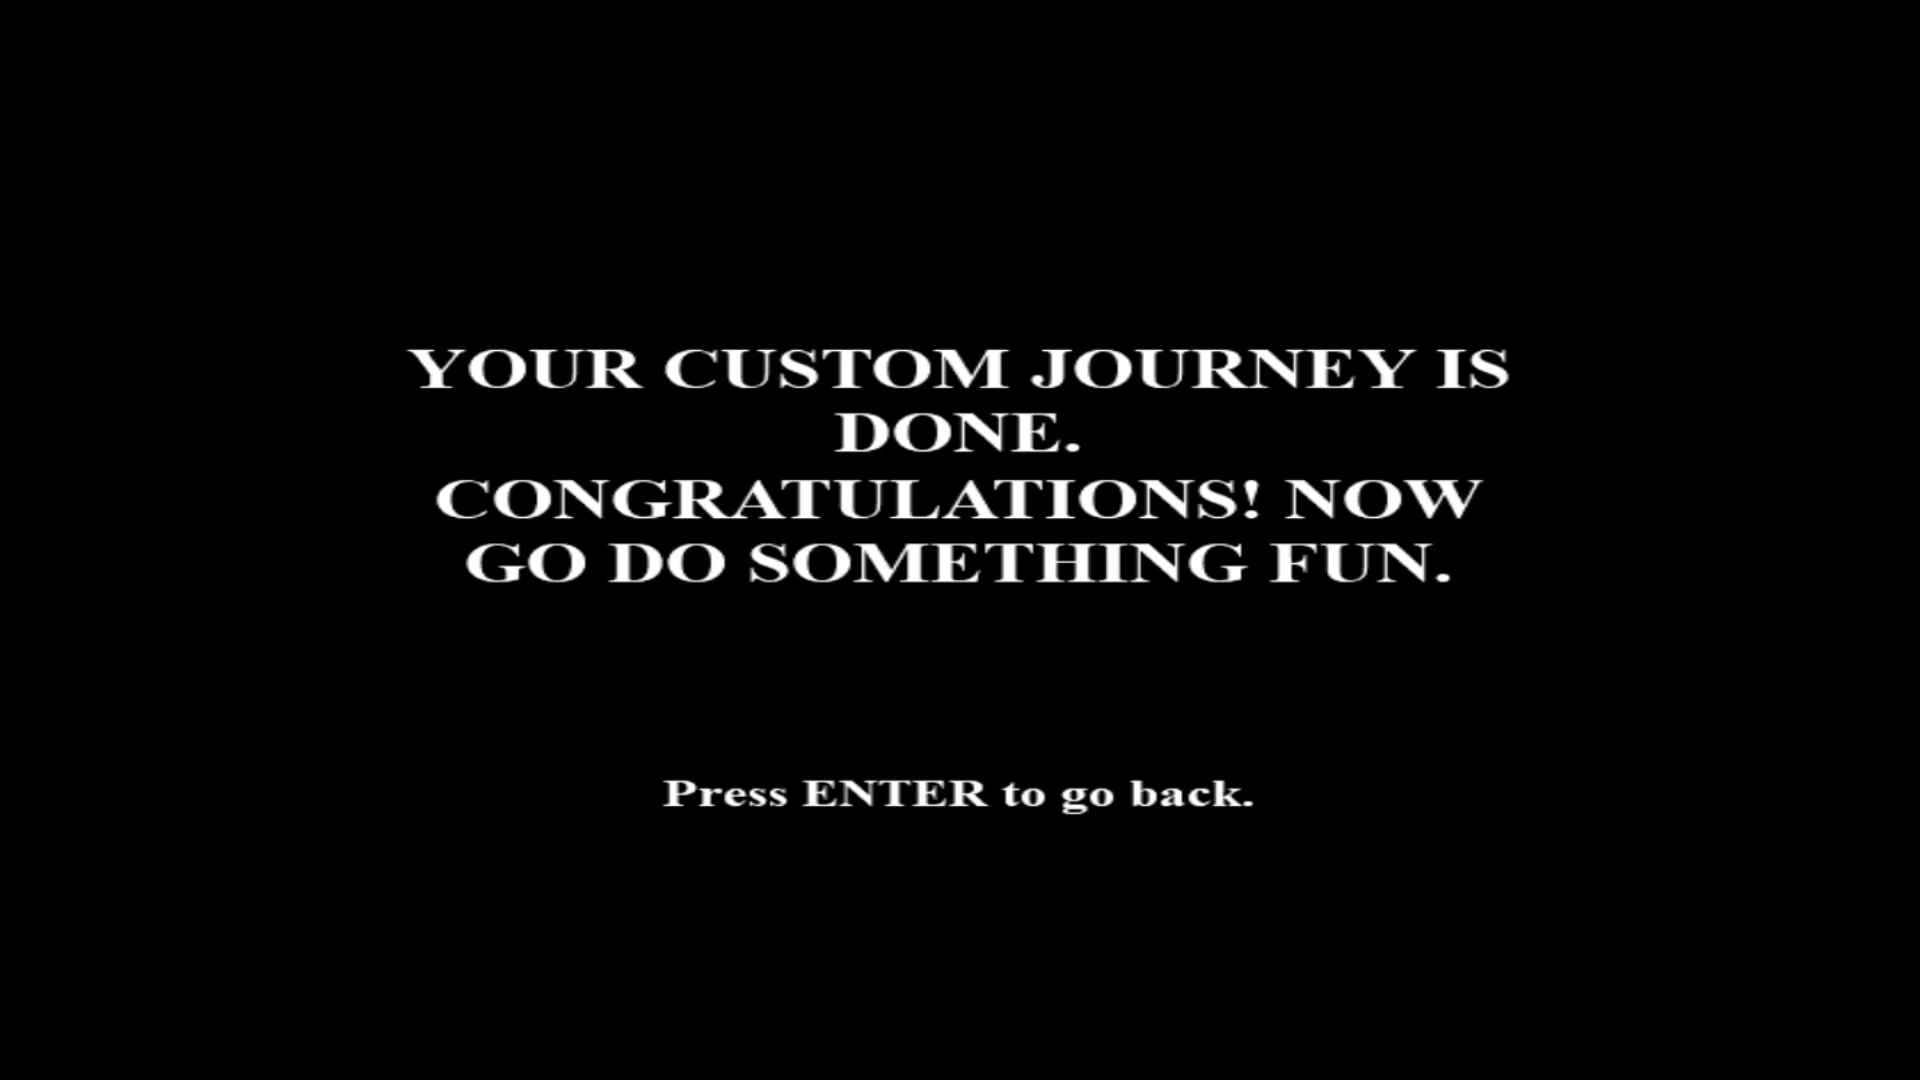 YOUR CUSTOM JOURNEY IS
DONE.
CONGRATULATIONS! NOW
GO DO SOMETHING FUN.
Press ENTER to go back.